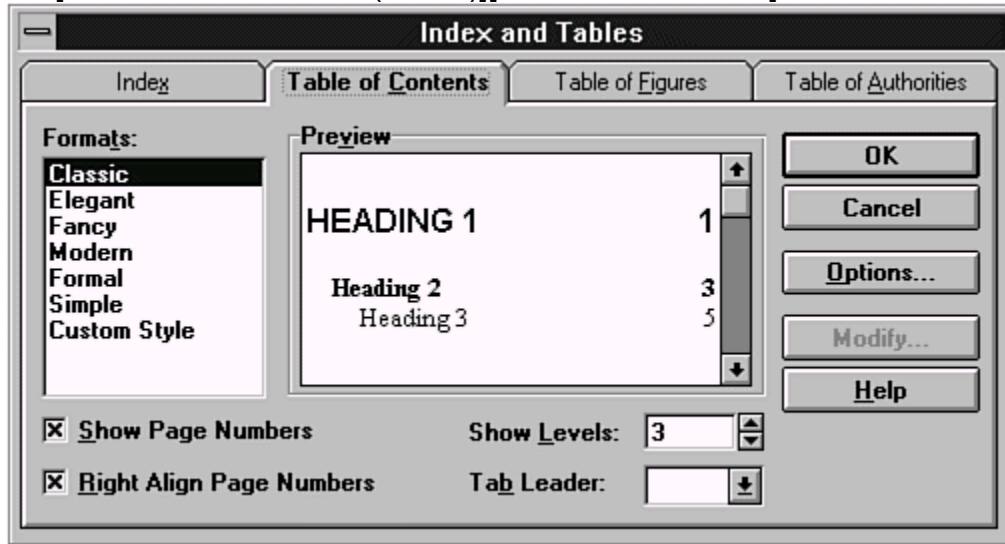 Index and Tables
Index
Table of Contents
Table of Figures
Table of Authorities
Formats:
Classic
Elegant
Fancy
Modern
Formal
Simple
Custom Style
Preview
HEADING 1 1
Heading 2 3
Heading 3 5
OK
Cancel
Options...
Modify...
Help
Show Page Numbers
Show Levels: 3
Right Align Page Numbers
Tab Leader: